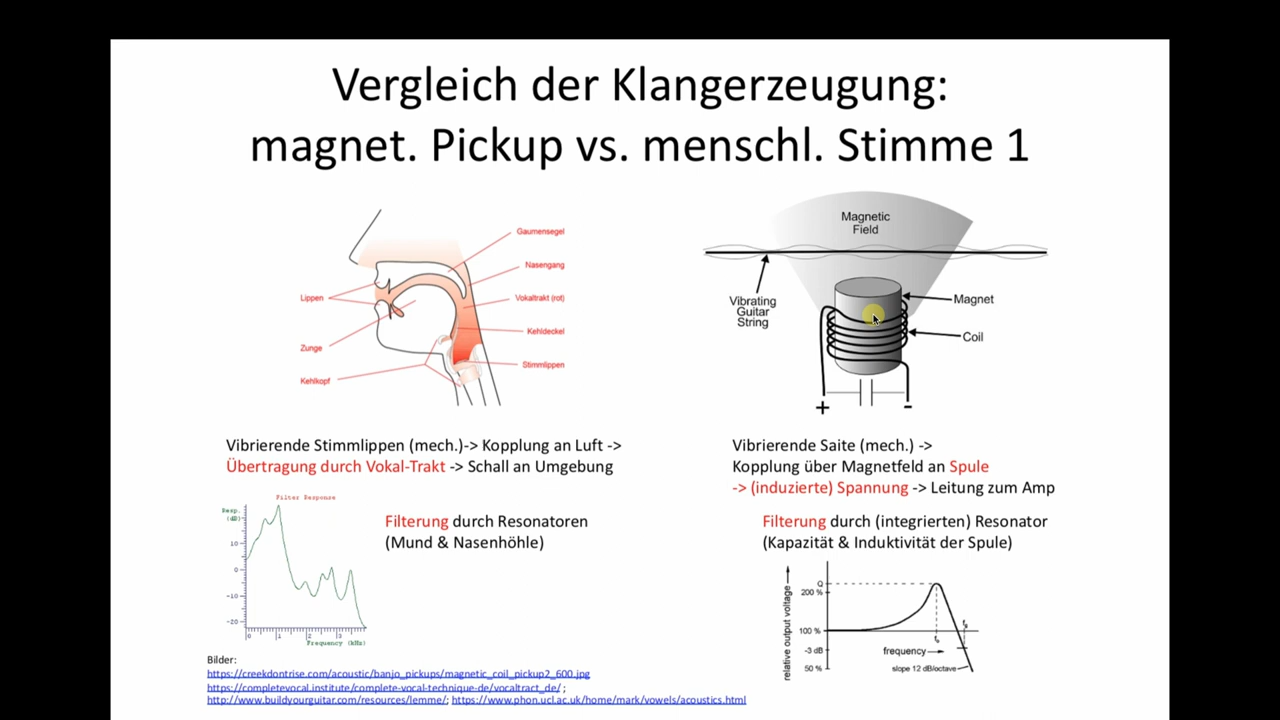 Vergleich der Klangerzeugung:
magnet. Pickup vs. menschl. Stimme 1
Gaumensegel
Nasengang
Lippen
Vokaltrakt (rot)
Kehldeckel
Zunge
Stimmlippen
Kehlkopf
Magnetic
Field
Vibrating
Guitar
String
Magnet
Coil
+ -
Vibrierende Stimmlippen (mech.)-> Kopplung an Luft ->
Übertragung durch Vokal-Trakt -> Schall an Umgebung
Vibrierende Saite (mech.) ->
Kopplung über Magnetfeld an Spule
-> (induzierte) Spannung -> Leitung zum Amp
Filter Response
Resp.
(dB)
10
0
-10
-20
0 1 2 3
Frequency (kHz)
Filterung durch Resonatoren
(Mund & Nasenhöhle)
Filterung durch (integrierten) Resonator
(Kapazität & Induktivität der Spule)
relative output voltage
Q
200 %
100 %
-3 dB
50 %
frequency
slope 12 dB/octave
Bilder:
https://creekdontrise.com/acoustic/banjo_pickups/magnetic_coil_pickup2_600.jpg
https://completevocal.institute/complete-vocal-technique-de/vocaltract_de/ ;
http://www.buildyourguitar.com/resources/lemme/; https://www.phon.ucl.ac.uk/home/mark/vowels/acoustics.html